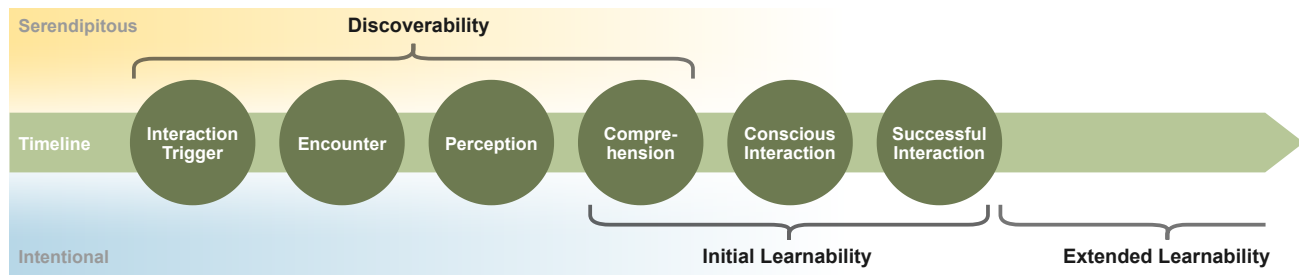 Serendipitous
Discoverability
Timeline
Interaction
Trigger
Encounter
Perception
Compre-
hension
Conscious
Interaction
Successful
Interaction
Intentional
Initial Learnability
Extended Learnability